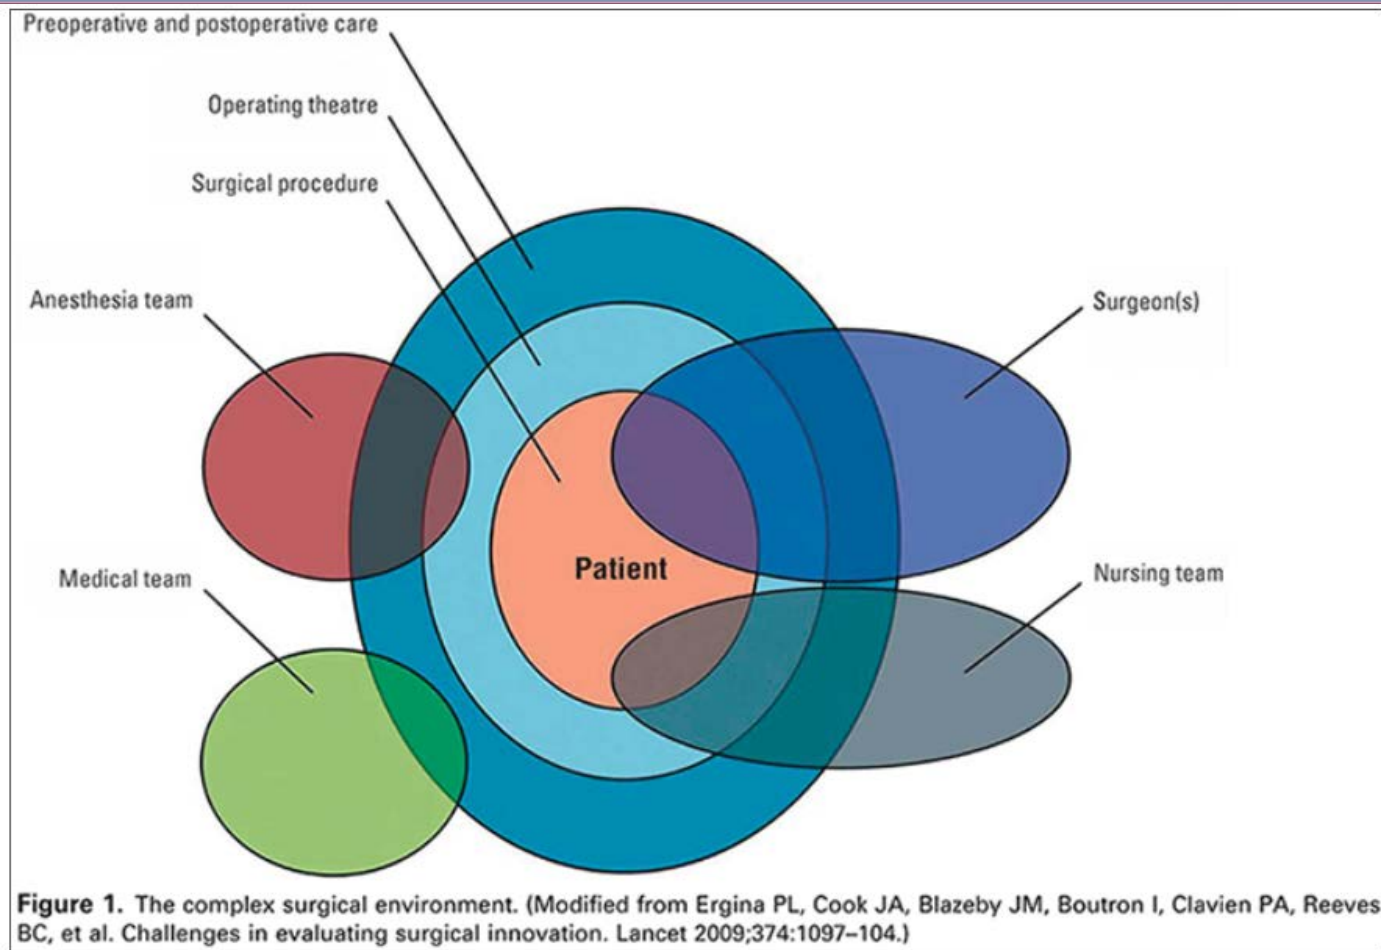 Preoperative and postoperative care
Operating theatre
Surgical procedure
Anesthesia team
Surgeon(s)
Medical team
Patient
Nursing team
Figure 1. The complex surgical environment. (Modified from Ergina PL, Cook JA, Blazeby JM, Boutron I, Clavien PA, Reeves
BC, et al. Challenges in evaluating surgical innovation. Lancet 2009;374:1097–104.)